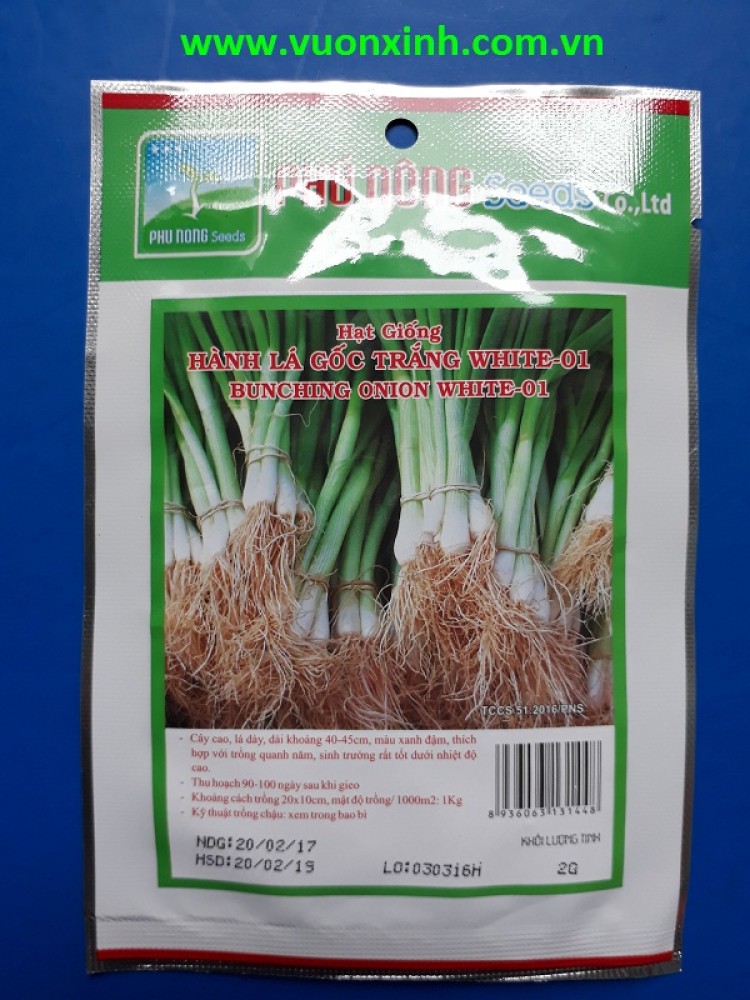 www.vuonxinh.com.vn
PHÚ NÔNG Seeds Co.,Ltd
PHU NONG Seeds
Hạt Giống
HÀNH LÁ GỐC TRẮNG WHITE-01
BUNCHING ONION WHITE-01
TCCS 51:2016/PNS
- Cây cao, lá dày, dài khoảng 40-45cm, màu xanh đậm, thích
hợp với trồng quanh năm, sinh trưởng rất tốt dưới nhiệt độ
cao.
- Thu hoạch 90-100 ngày sau khi gieo
- Khoảng cách trồng 20x10cm, mật độ trồng/ 1000m2: 1Kg
- Kỹ thuật trồng chậu: xem trong bao bì
8 936063 131448
NDG:20/02/17
HSD:20/02/19
LO:030316H
KHỐI LƯỢNG TỊNH
2G